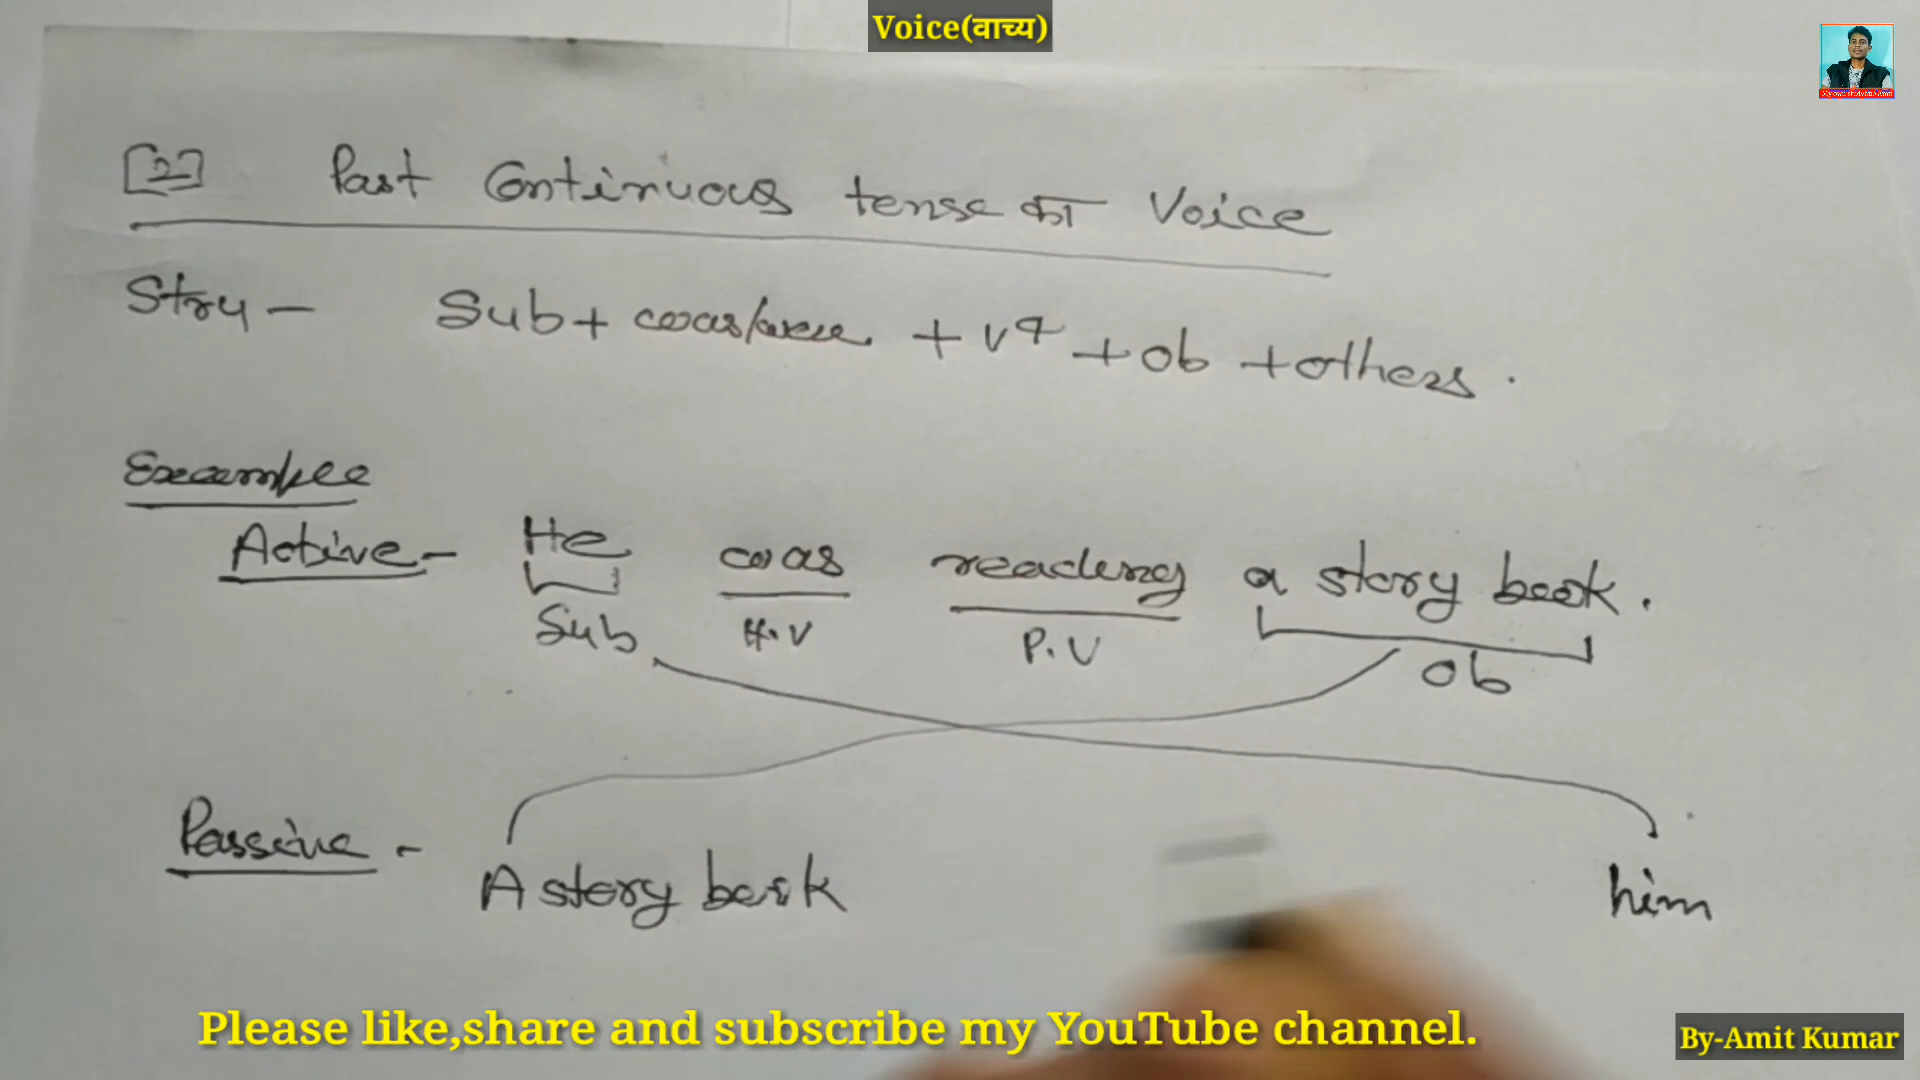 Voice(वाच्य)
[2] Past Continuous tense का Voice
Stru - Sub + was/were + v⁴ + ob + others.
Example
Active - He was reading a story book.
Sub H.V P.V ob
Passive - A story book him
Please like,share and subscribe my YouTube channel.
By-Amit Kumar